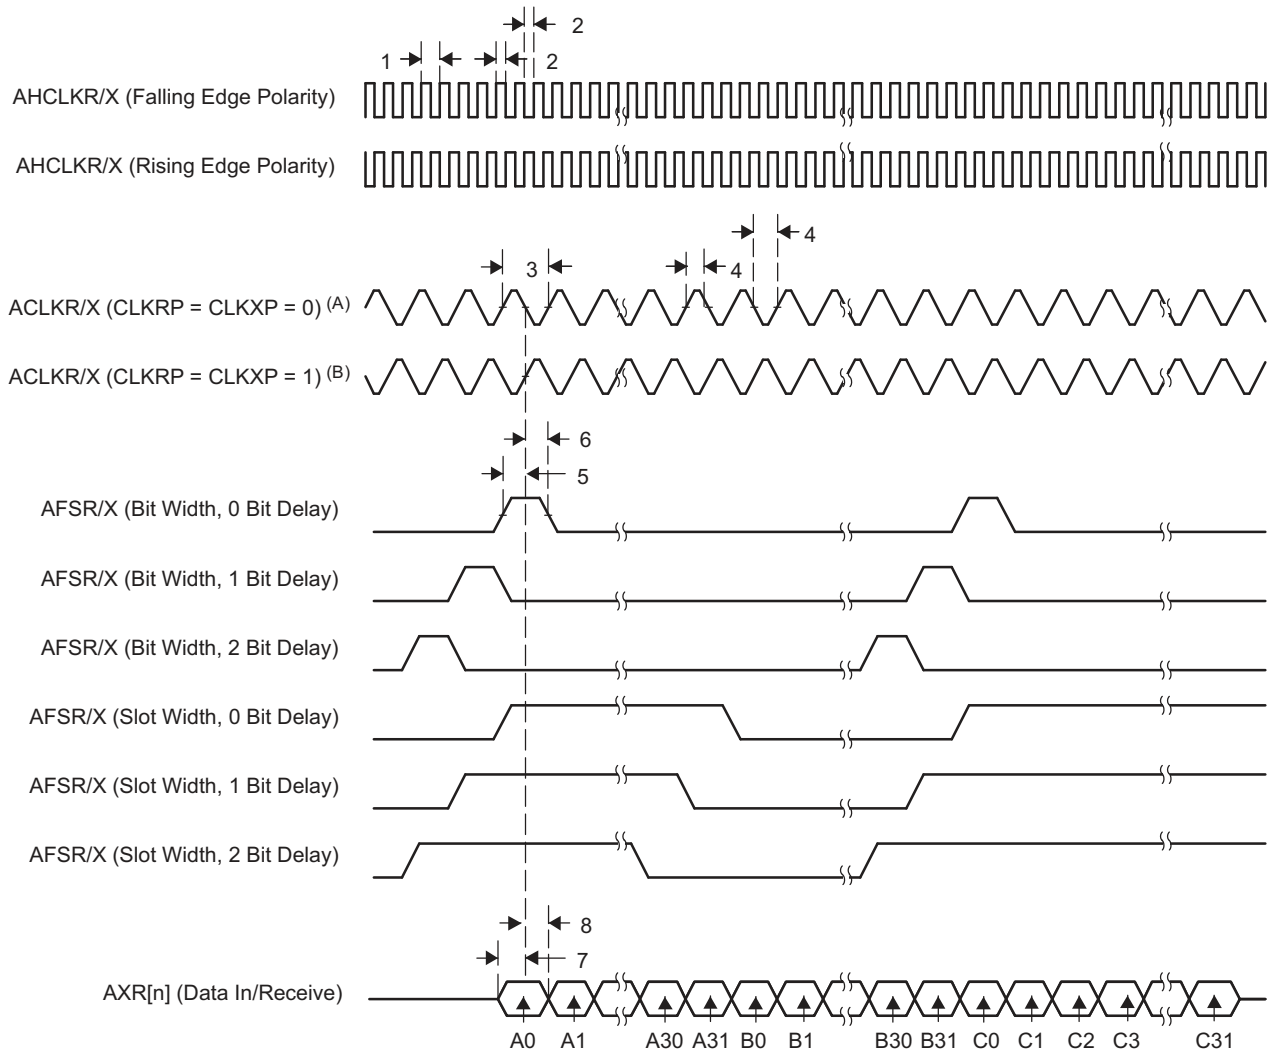 2
1
2
AHCLKR/X (Falling Edge Polarity)
AHCLKR/X (Rising Edge Polarity)
4
3
4
ACLKR/X (CLKRP = CLKXP = 0) (A)
ACLKR/X (CLKRP = CLKXP = 1) (B)
6
5
AFSR/X (Bit Width, 0 Bit Delay)
AFSR/X (Bit Width, 1 Bit Delay)
AFSR/X (Bit Width, 2 Bit Delay)
AFSR/X (Slot Width, 0 Bit Delay)
AFSR/X (Slot Width, 1 Bit Delay)
AFSR/X (Slot Width, 2 Bit Delay)
8
7
AXR[n] (Data In/Receive)
A0 A1 A30 A31 B0 B1 B30 B31 C0 C1 C2 C3 C31